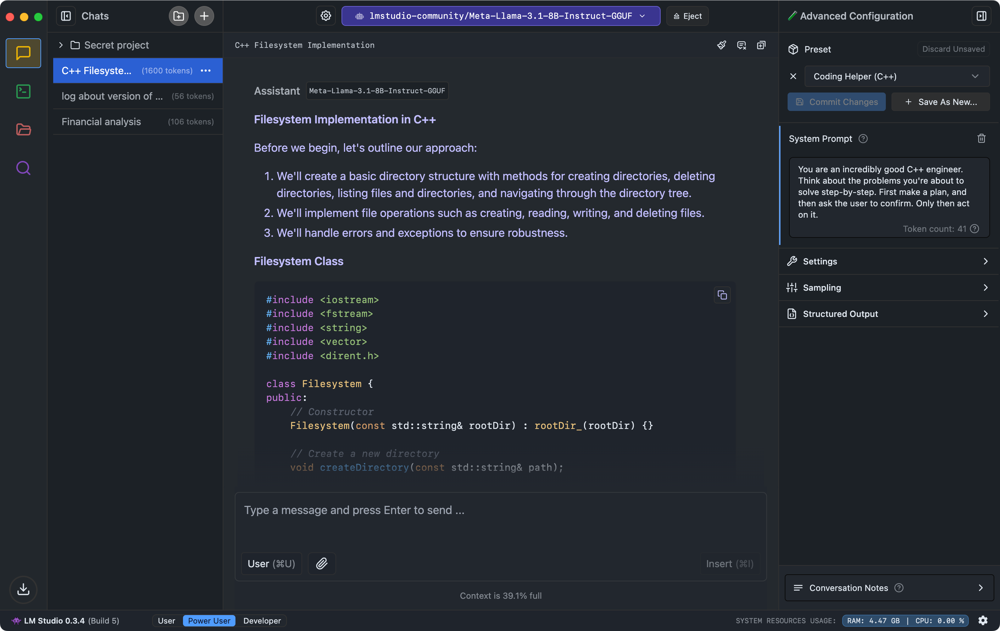 Chats
lmstudio-community/Meta-Llama-3.1-8B-Instruct-GGUF
Eject
Advanced Configuration
Secret project
C++ Filesyste... (1600 tokens)
log about version of ... (56 tokens)
Financial analysis (106 tokens)
C++ Filesystem Implementation
Assistant Meta-Llama-3.1-8B-Instruct-GGUF
Filesystem Implementation in C++
Before we begin, let's outline our approach:
1. We'll create a basic directory structure with methods for creating directories, deleting
directories, listing files and directories, and navigating through the directory tree.
2. We'll implement file operations such as creating, reading, writing, and deleting files.
3. We'll handle errors and exceptions to ensure robustness.
Filesystem Class
#include <iostream>
#include <fstream>
#include <string>
#include <vector>
#include <dirent.h>
class Filesystem {
public:
// Constructor
Filesystem(const std::string& rootDir) : rootDir_(rootDir) {}
// Create a new directory
void createDirectory(const std::string& path);
Type a message and press Enter to send ...
User (⌘U)
Insert (⌘I)
Context is 39.1% full
Preset
Discard Unsaved
Coding Helper (C++)
Commit Changes
+ Save As New...
System Prompt
You are an incredibly good C++ engineer.
Think about the problems you're about to
solve step-by-step. First make a plan, and
then ask the user to confirm. Only then act
on it.
Token count: 41
Settings
Sampling
Structured Output
Conversation Notes
LM Studio 0.3.4 (Build 5)
User Power User Developer
SYSTEM RESOURCES USAGE: RAM: 4.47 GB | CPU: 0.00 %